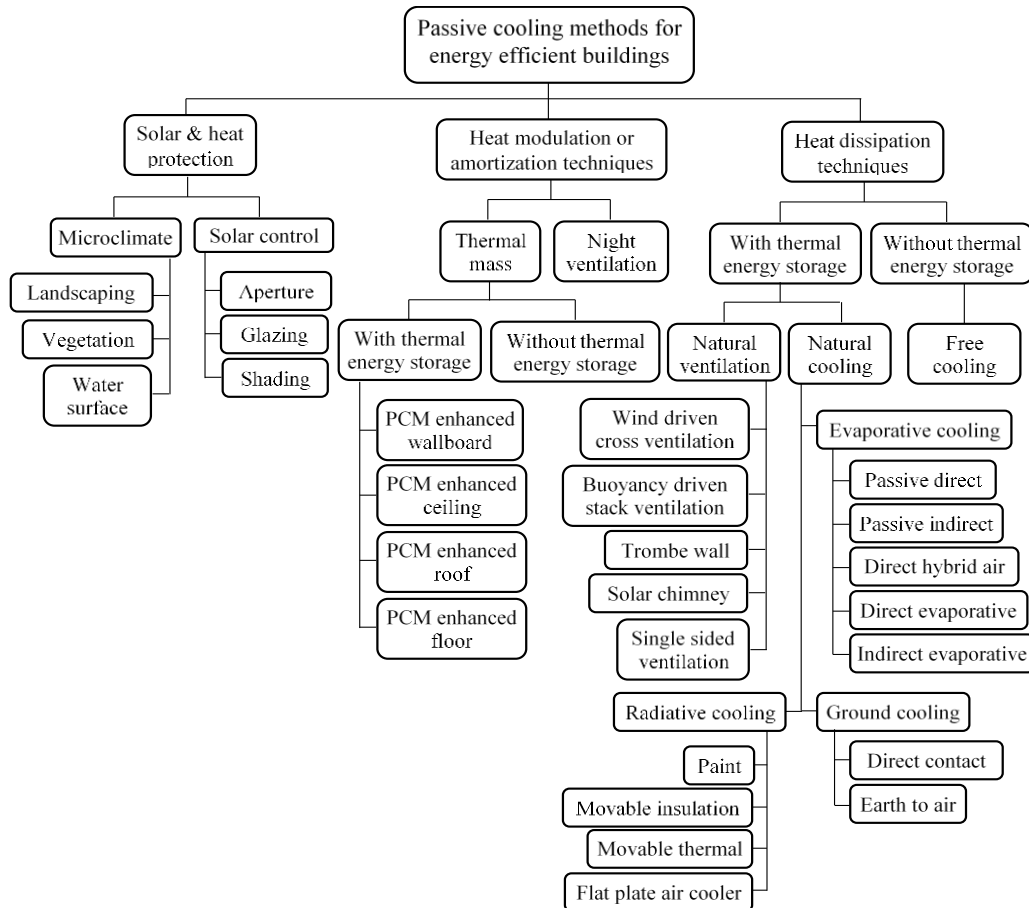 Passive cooling methods for
energy efficient buildings
Solar & heat
protection
Heat modulation or
amortization techniques
Heat dissipation
techniques
Microclimate
Solar control
Thermal
mass
Night
ventilation
With thermal
energy storage
Without thermal
energy storage
Landscaping
Vegetation
Water
surface
Aperture
Glazing
Shading
With thermal
energy storage
Without thermal
energy storage
Natural
ventilation
Natural
cooling
Free
cooling
PCM enhanced
wallboard
PCM enhanced
ceiling
PCM enhanced
roof
PCM enhanced
floor
Wind driven
cross ventilation
Buoyancy driven
stack ventilation
Trombe wall
Solar chimney
Single sided
ventilation
Evaporative cooling
Passive direct
Passive indirect
Direct hybrid air
Direct evaporative
Indirect evaporative
Radiative cooling
Paint
Movable insulation
Movable thermal
Flat plate air cooler
Ground cooling
Direct contact
Earth to air